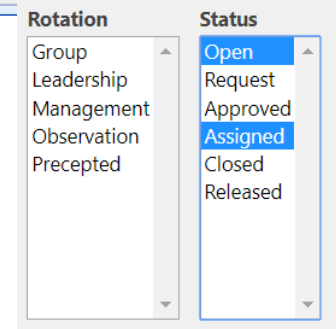 Rotation
Group
Leadership
Management
Observation
Precepted
Status
Open
Request
Approved
Assigned
Closed
Released